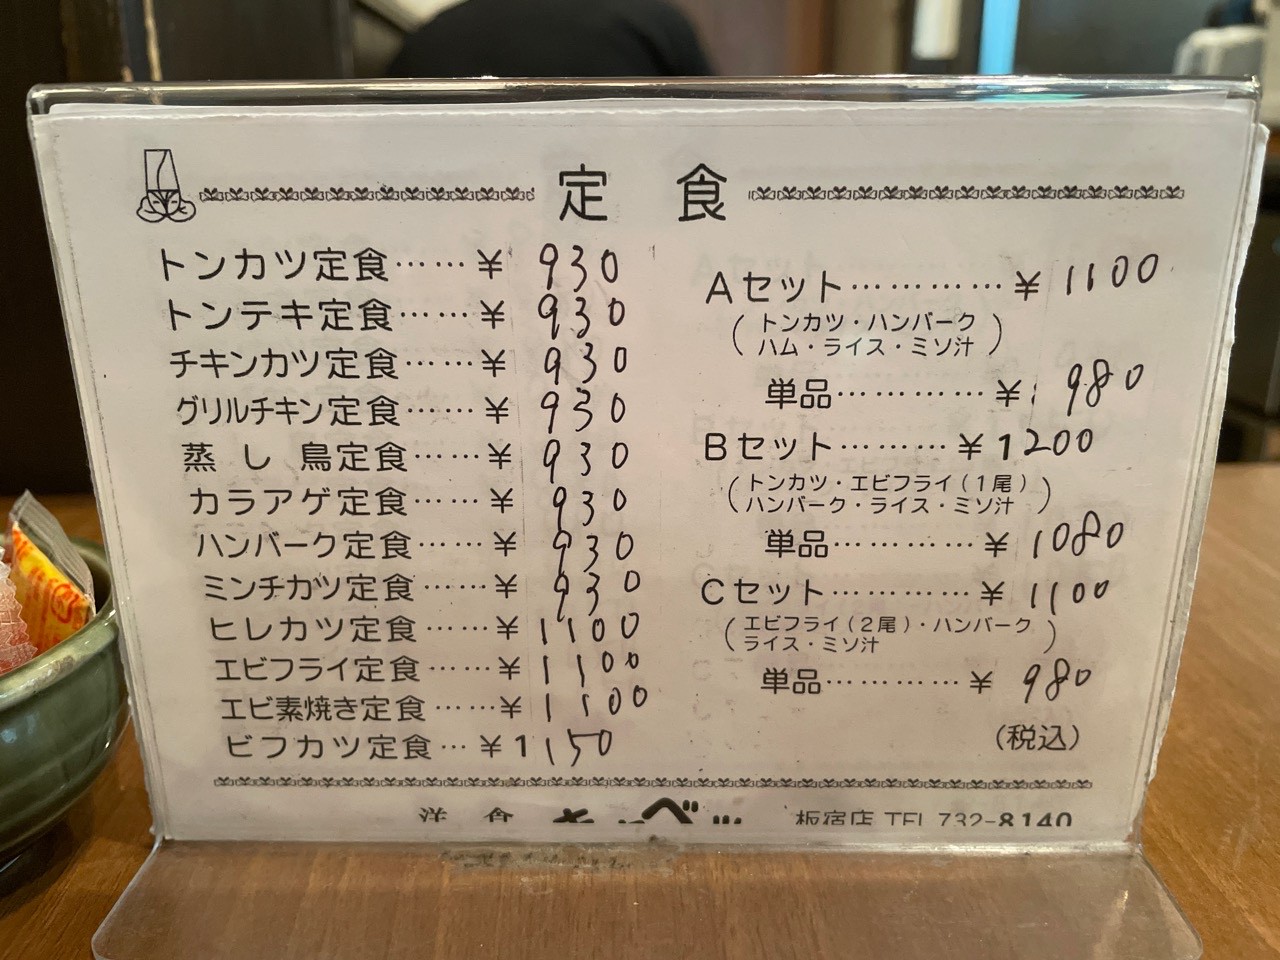 定食
トンカツ定食……‥¥ 930
トンテキ定食……‥¥ 930
チキンカツ定食……‥¥ 930
グリルチキン定食……‥¥ 930
蒸し鳥定食……‥¥ 930
カラアゲ定食……‥¥ 930
ハンバーク定食……‥¥ 930
ミンチカツ定食……‥¥ 930
ヒレカツ定食……‥¥ 1100
エビフライ定食……‥¥ 1100
エビ素焼き定食……‥¥ 1100
ビフカツ定食…¥1150
Aセット…………‥¥ 1100
(トンカツ・ハンバーク
ハム・ライス・ミソ汁)
単品…………‥¥ 980
Bセット………¥1200
(トンカツ・エビフライ(1尾)
ハンバーク・ライス・ミソ汁)
単品…………‥¥ 1080
Cセット…………‥¥ 1100
(エビフライ(2尾)・ハンバーク
ライス・ミソ汁)
単品…………‥¥ 980
(税込)
洋食 キャベツ 板宿店 TEL 732-8140